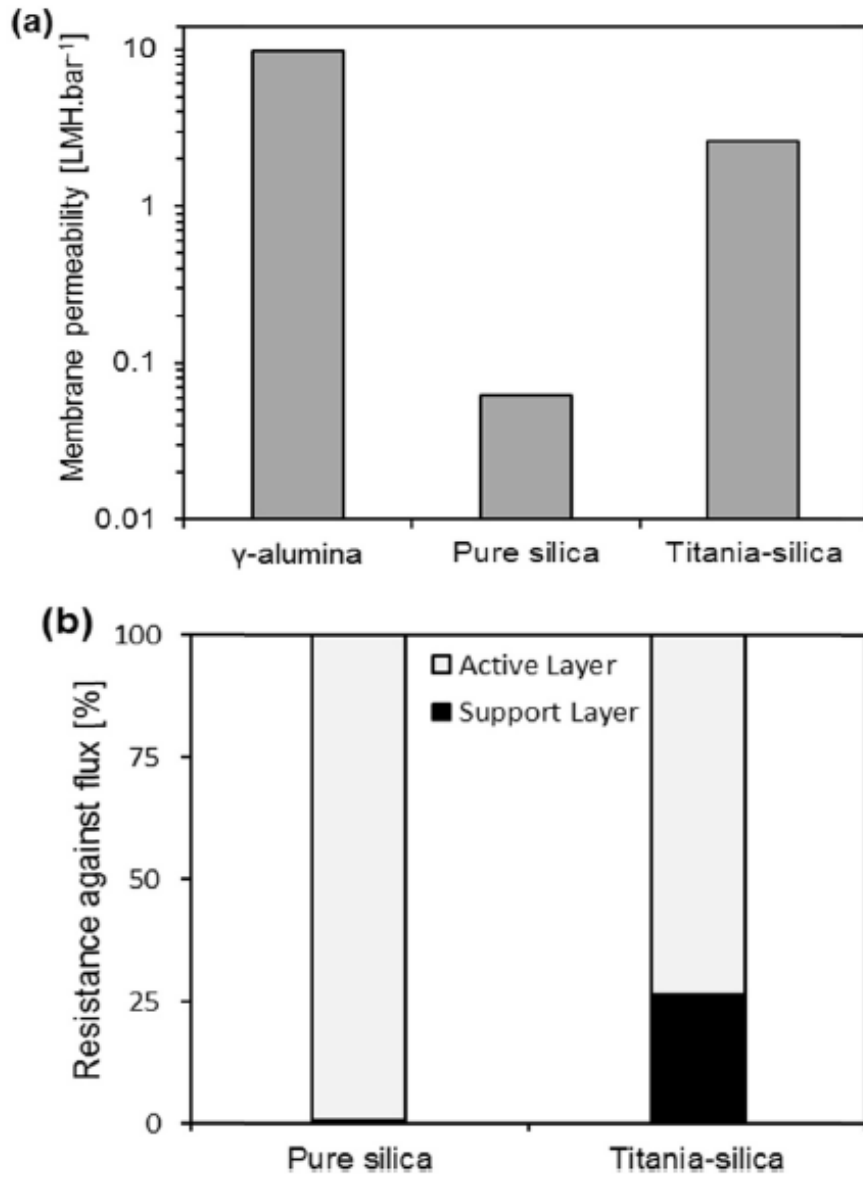 (a)
Membrane permeability [LMH.bar⁻¹]
10
1
0.1
0.01
γ-alumina Pure silica Titania-silica
(b)
Resistance against flux [%]
100
75
50
25
0
Active Layer
Support Layer
Pure silica Titania-silica